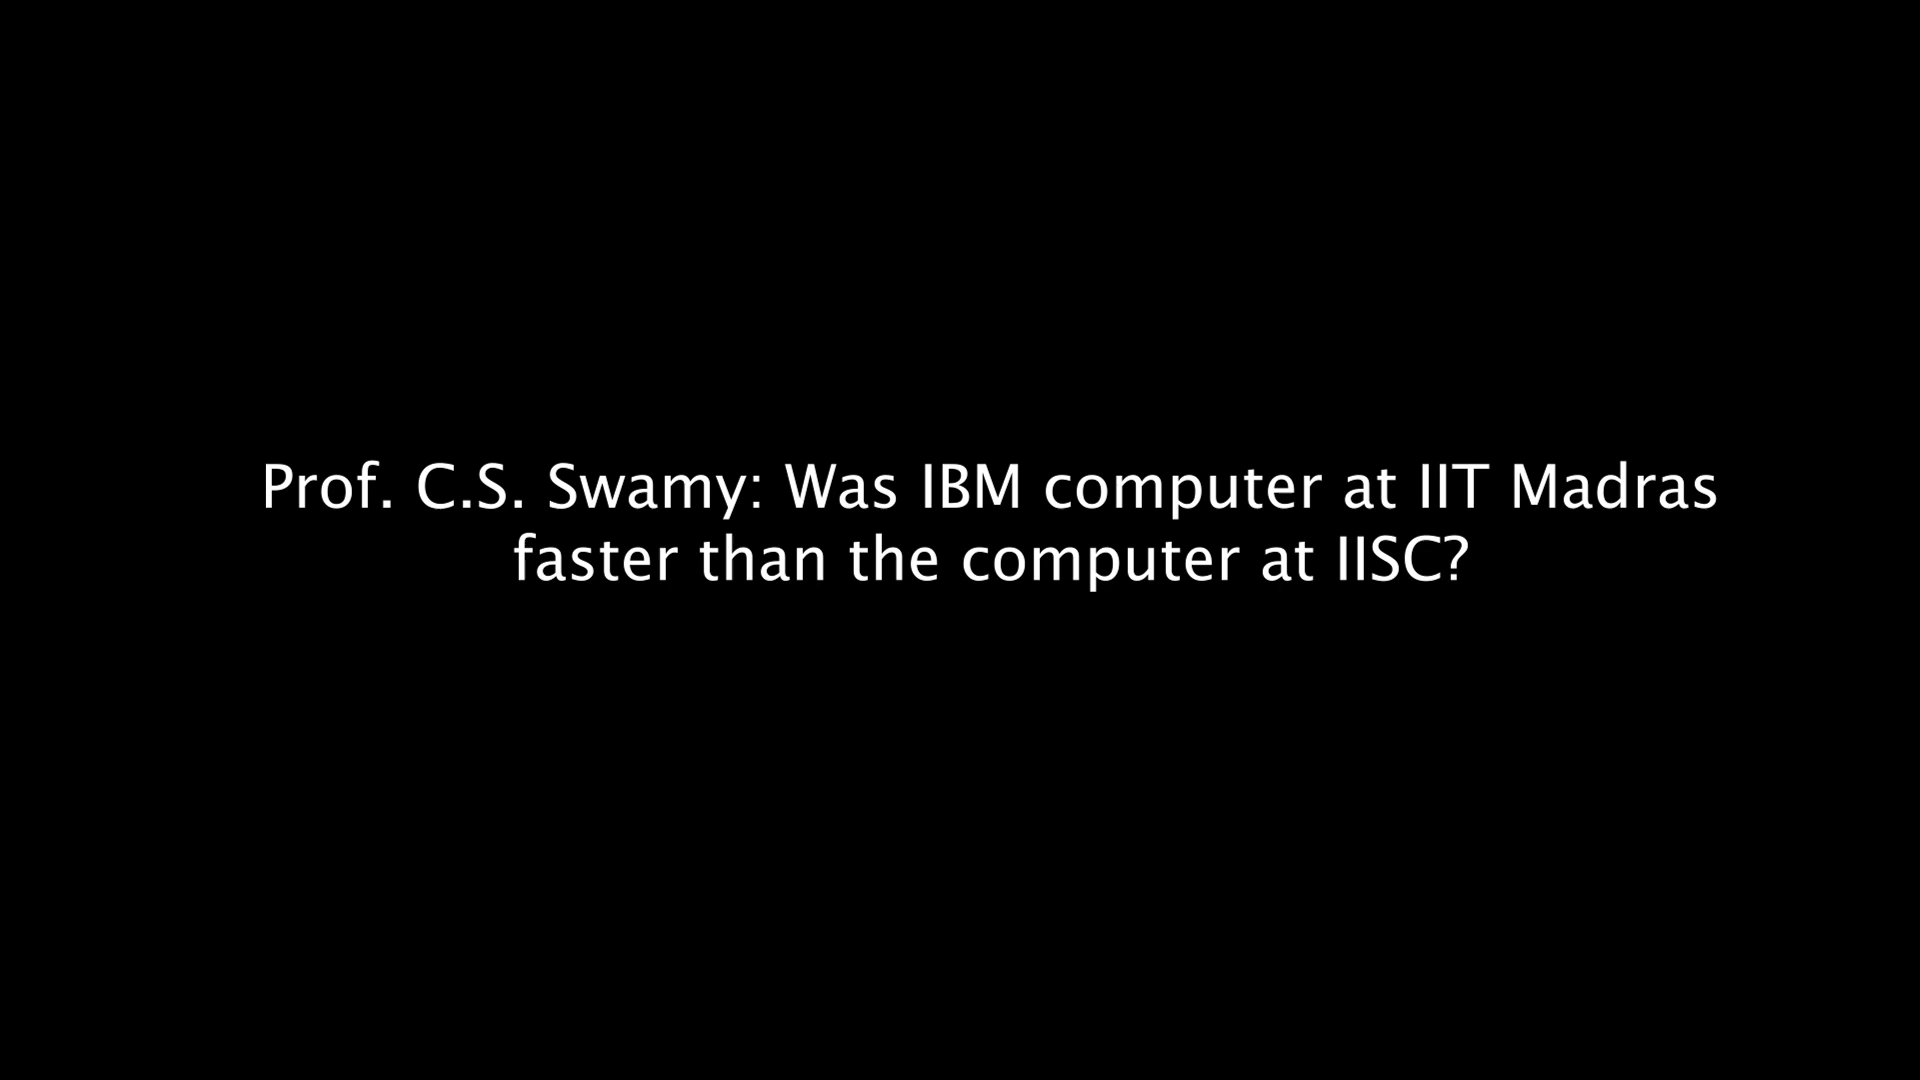 Prof. C.S. Swamy: Was IBM computer at IIT Madras
faster than the computer at IISC?